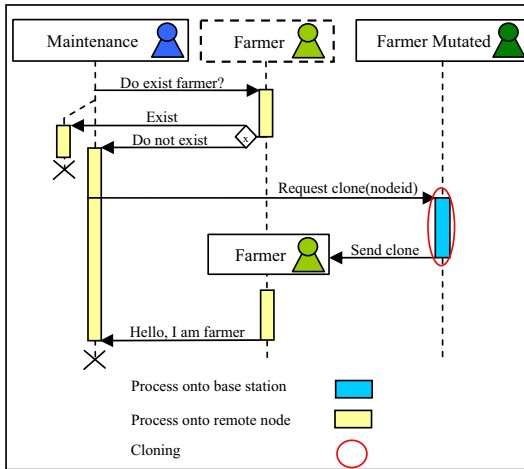 Maintenance
Farmer
Farmer Mutated
Do exist farmer?
Exist
x
Do not exist
Request clone(nodeid)
Farmer
Send clone
Hello, I am farmer
Process onto base station
Process onto remote node
Cloning